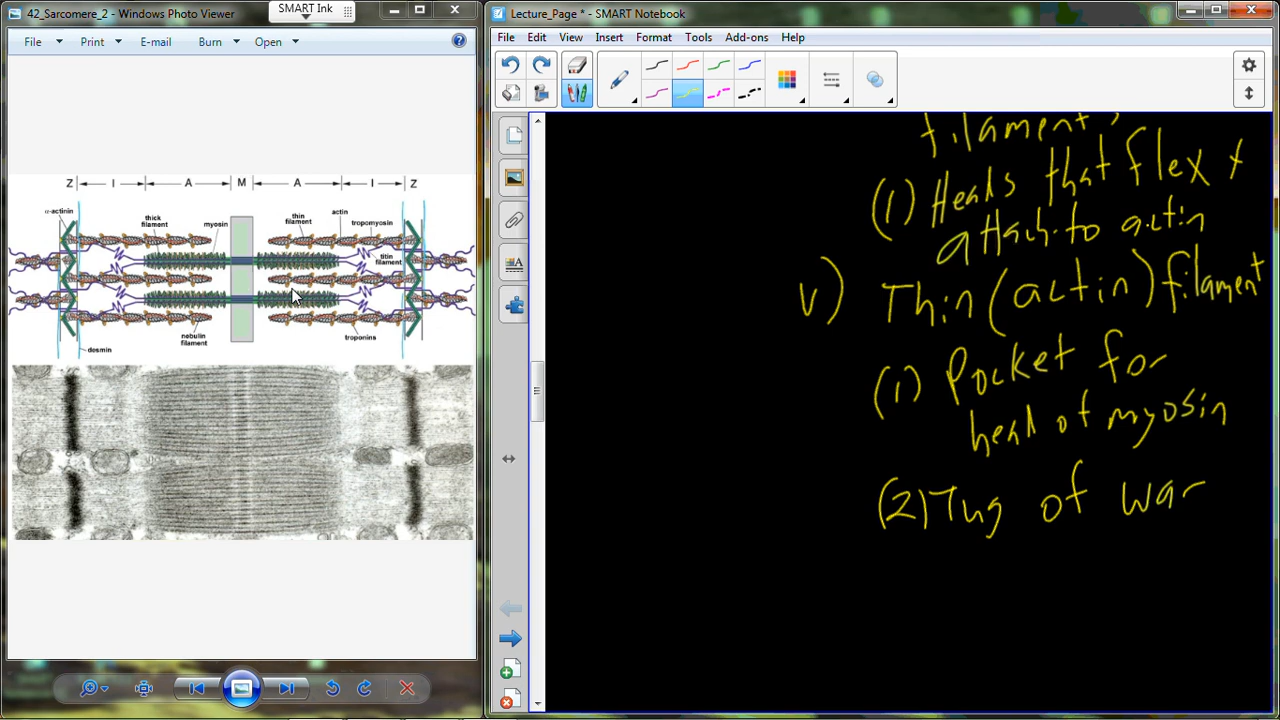 42_Sarcomere_2 - Windows Photo Viewer
SMART Ink
File Print E-mail Burn Open
Z I A M A I Z
α-actinin
thick filament
myosin
thin filament
actin
tropomyosin
titin filament
nebulin filament
troponins
desmin
Lecture_Page * - SMART Notebook
File Edit View Insert Format Tools Add-ons Help
filament,
(1) Heads that flex +
attach to actin
v) Thin (actin) filament
(1) Pocket for
head of myosin
(2) Tug of war